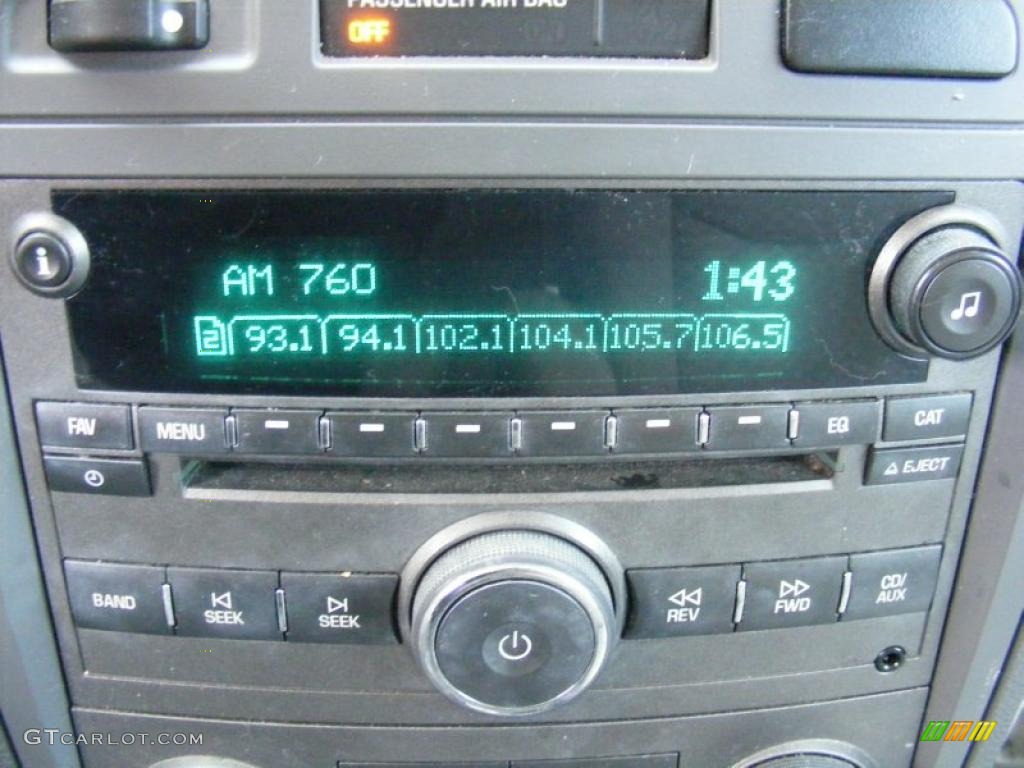 PASSENGER AIR BAG
OFF
i
AM 760 1:43
2 93.1 94.1 102.1 104.1 105.7 106.5
FAV MENU EQ CAT
EJECT
BAND SEEK SEEK REV FWD CD/
AUX
GTCARLOT.COM